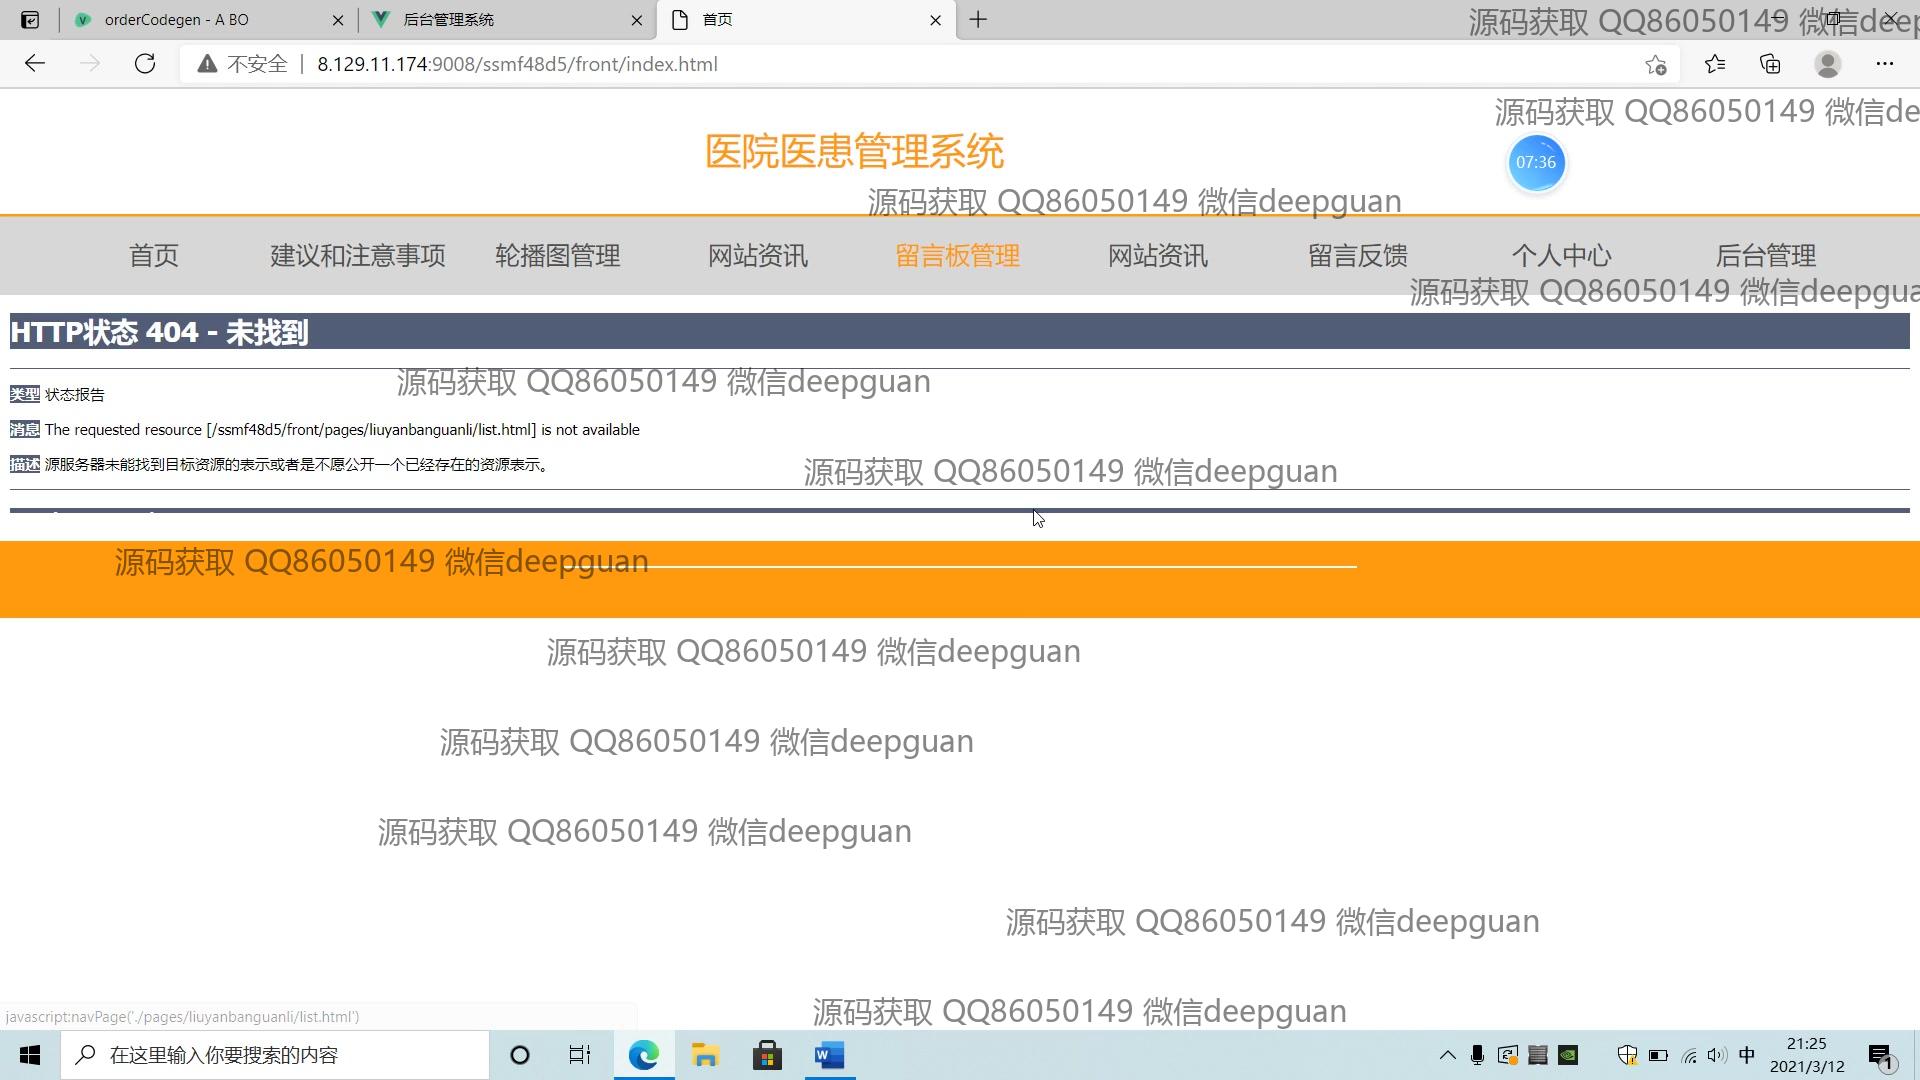 orderCodegen - A BO
后台管理系统
首页
源码获取 QQ86050149 微信deep
不安全
8.129.11.174:9008/ssmf48d5/front/index.html
源码获取 QQ86050149 微信de
医院医患管理系统
07:36
源码获取 QQ86050149 微信deepguan
首页
建议和注意事项
轮播图管理
网站资讯
留言板管理
网站资讯
留言反馈
个人中心
后台管理
源码获取 QQ86050149 微信deepgua
HTTP状态 404 - 未找到
源码获取 QQ86050149 微信deepguan
类型 状态报告
消息 The requested resource [/ssmf48d5/front/pages/liuyanbanguanli/list.html] is not available
描述 源服务器未能找到目标资源的表示或者是不愿公开一个已经存在的资源表示。
源码获取 QQ86050149 微信deepguan
源码获取 QQ86050149 微信deepguan
源码获取 QQ86050149 微信deepguan
源码获取 QQ86050149 微信deepguan
源码获取 QQ86050149 微信deepguan
源码获取 QQ86050149 微信deepguan
源码获取 QQ86050149 微信deepguan
javascript:navPage('./pages/liuyanbanguanli/list.html')
在这里输入你要搜索的内容
中
21:25
2021/3/12
1